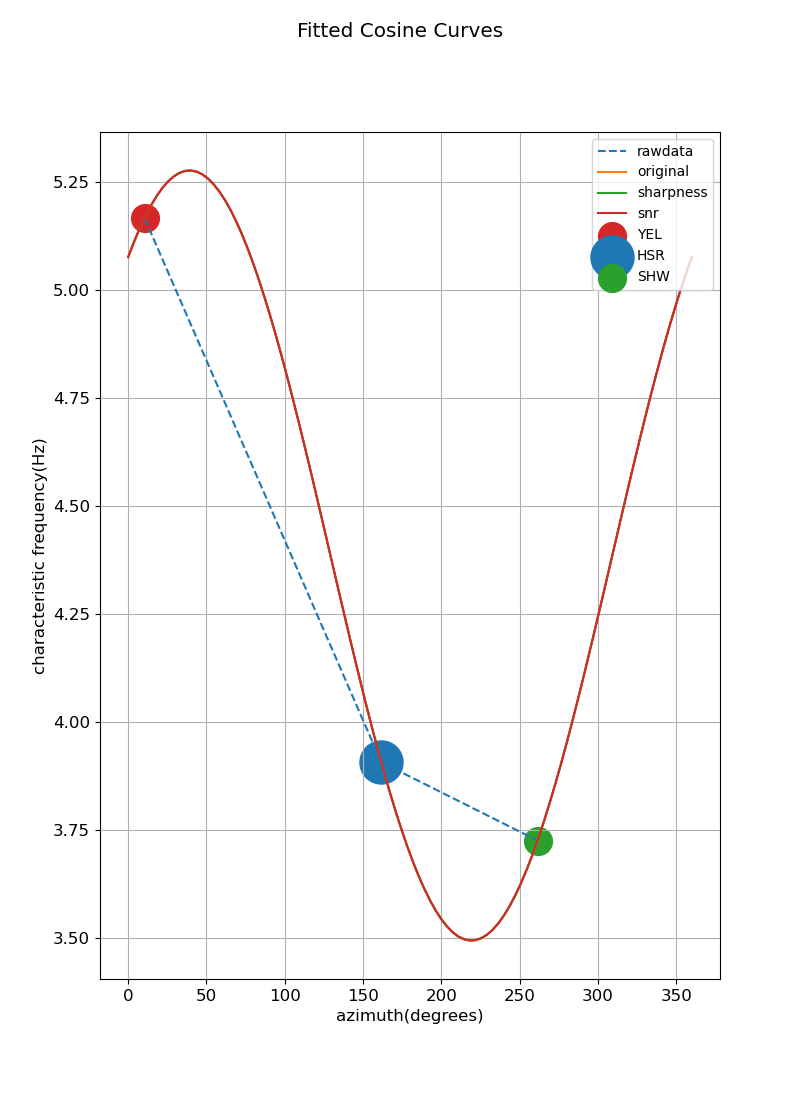 Fitted Cosine Curves
rawdata
original
sharpness
snr
YEL
HSR
SHW
characteristic frequency(Hz)
5.25
5.00
4.75
4.50
4.25
4.00
3.75
3.50
0 50 100 150 200 250 300 350
azimuth(degrees)